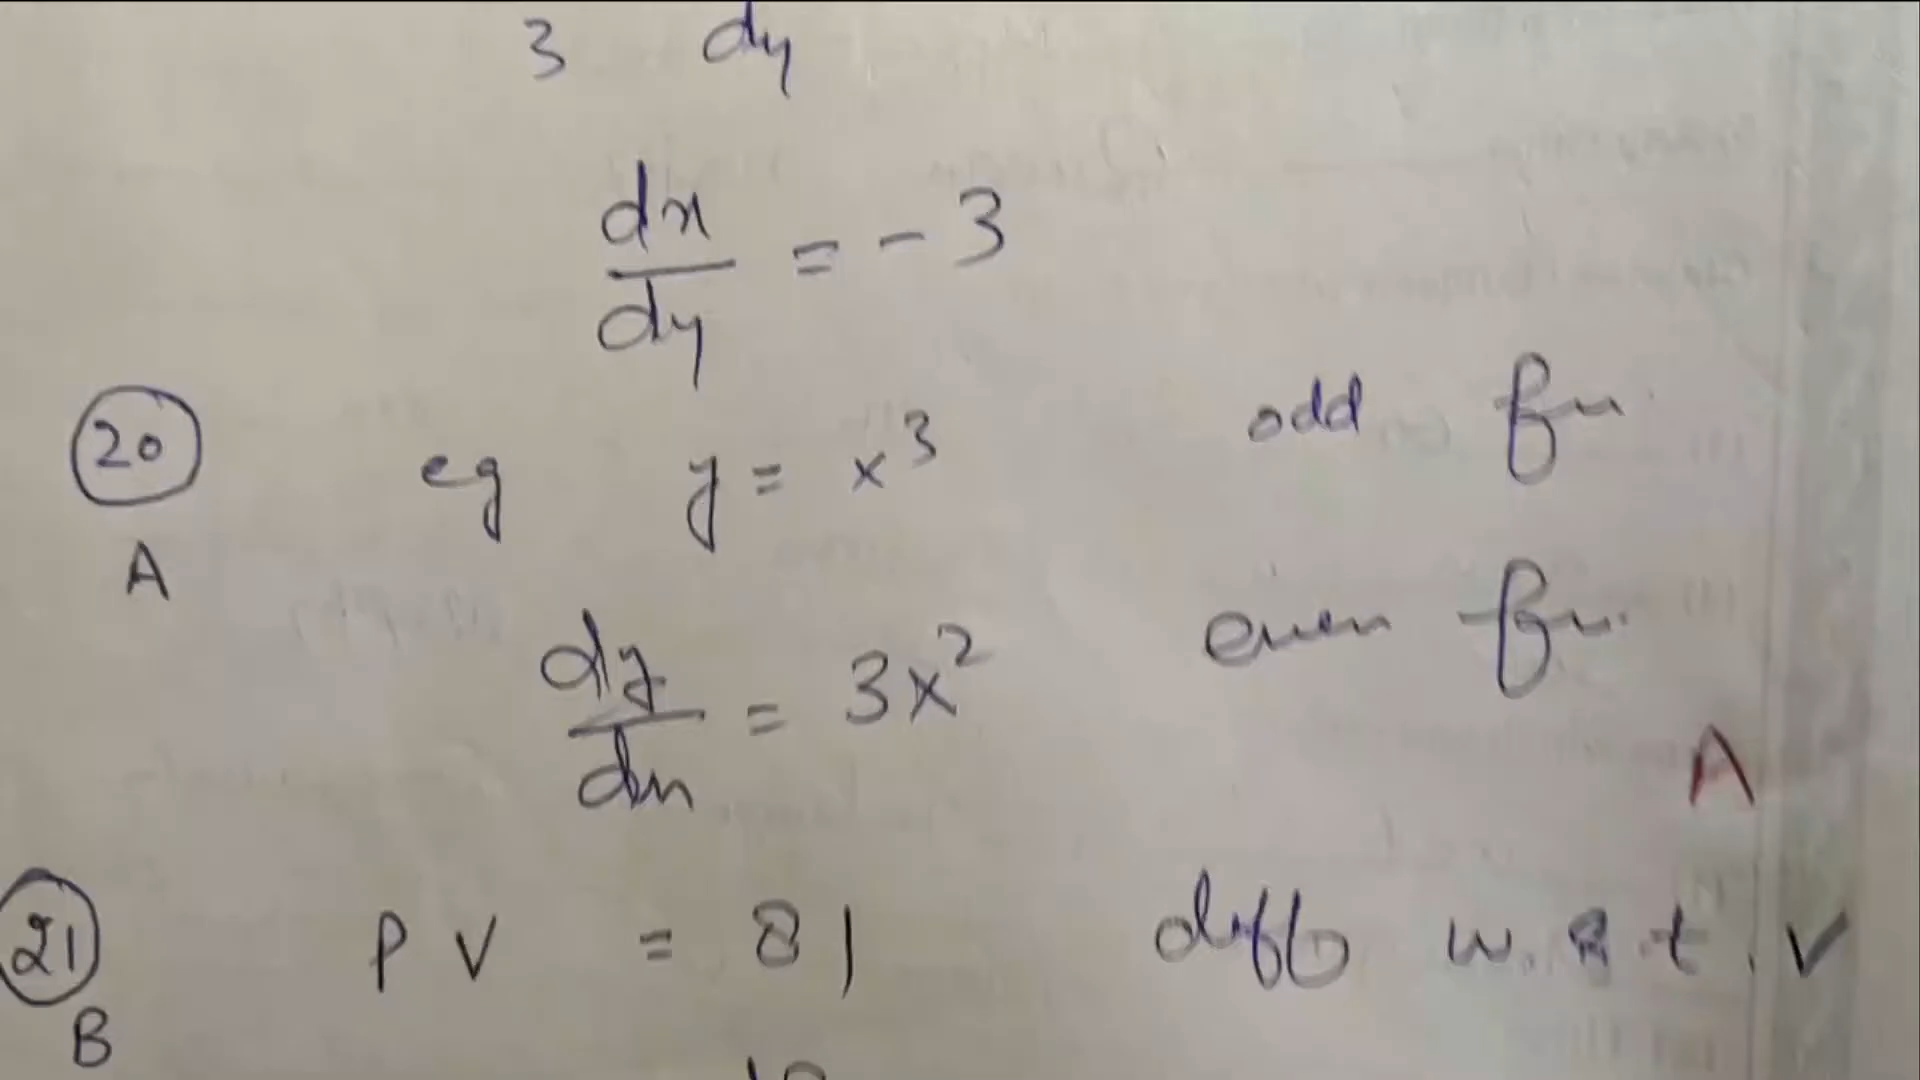 3 dy
dx/dy = - 3
20 eg y = x³ odd fn.
A
even fn.
dy/dx = 3x²
A
21 PV = 81 diff w.r.t. V
B